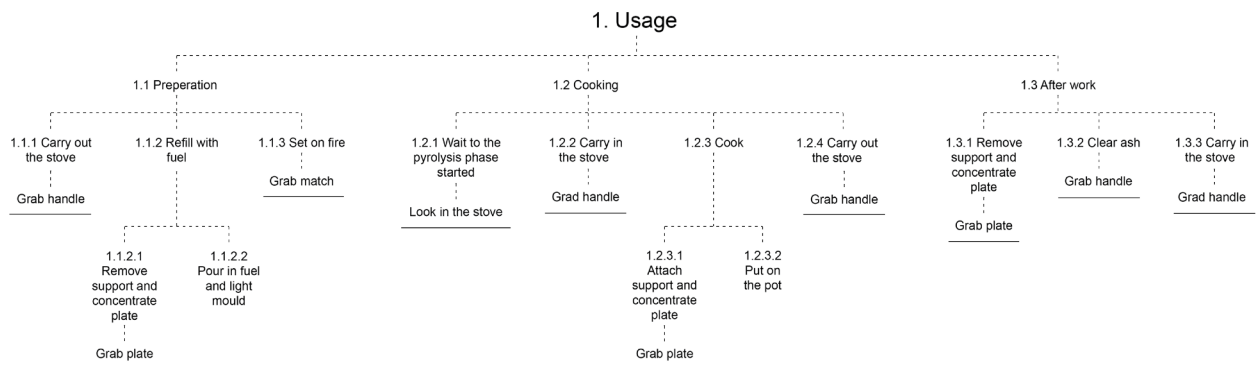 1. Usage
1.1 Preperation
1.2 Cooking
1.3 After work
1.1.1 Carry out
the stove
Grab handle
1.1.2 Refill with
fuel
1.1.3 Set on fire
Grab match
1.1.2.1
Remove
support and
concentrate
plate
Grab plate
1.1.2.2
Pour in fuel
and light
mould
1.2.1 Wait to the
pyrolysis phase
started
Look in the stove
1.2.2 Carry in
the stove
Grad handle
1.2.3 Cook
1.2.3.1
Attach
support and
concentrate
plate
Grab plate
1.2.3.2
Put on
the pot
1.2.4 Carry out
the stove
Grab handle
1.3.1 Remove
support and
concentrate
plate
Grab plate
1.3.2 Clear ash
Grab handle
1.3.3 Carry in
the stove
Grad handle